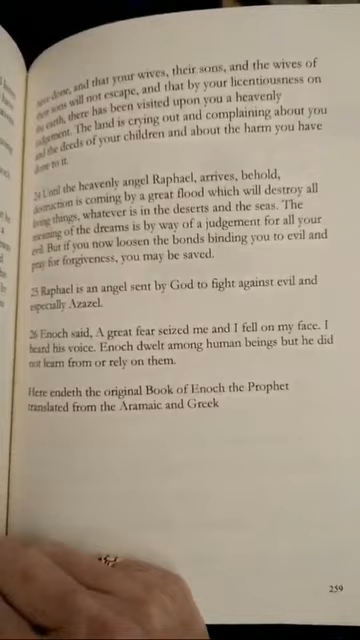 have done, and that your wives, their sons, and the wives of
their sons will not escape, and that by your licentiousness on
the earth, there has been visited upon you a heavenly
judgement. The land is crying out and complaining about you
and the deeds of your children and about the harm you have
done to it.
24 Until the heavenly angel Raphael, arrives, behold,
destruction is coming by a great flood which will destroy all
living things, whatever is in the deserts and the seas. The
meaning of the dreams is by way of a judgement for all your
evil. But if you now loosen the bonds binding you to evil and
pray for forgiveness, you may be saved.
25 Raphael is an angel sent by God to fight against evil and
especially Azazel.
26 Enoch said, A great fear seized me and I fell on my face. I
heard his voice. Enoch dwelt among human beings but he did
not learn from or rely on them.
Here endeth the original Book of Enoch the Prophet
translated from the Aramaic and Greek
259